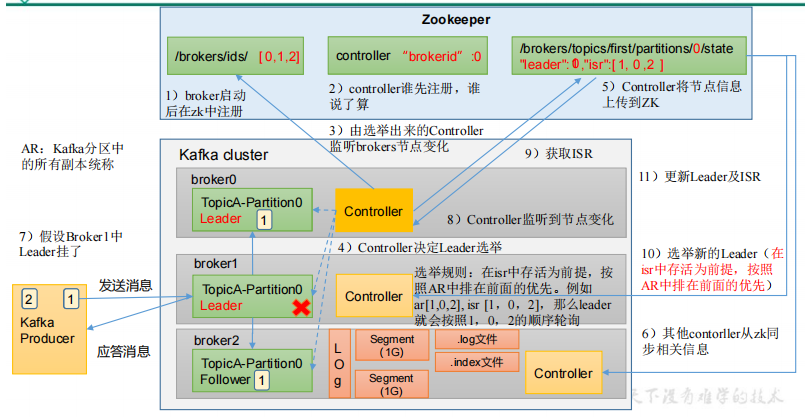 Zookeeper
/brokers/ids/ [ 0,1,2]
controller “brokerid” :0
/brokers/topics/first/partitions/0/state
"leader": 0,"isr":[ 1, 0 ,2 ]
1）broker启动
后在zk中注册
2）controller谁先注册，谁
说了算
5）Controller将节点信息
上传到ZK
3）由选举出来的Controller
监听brokers节点变化
AR：Kafka分区中
的所有副本统称
Kafka cluster
9）获取ISR
broker0
TopicA-Partition0
Leader 1
Controller
11）更新Leader及ISR
8）Controller监听到节点变化
7）假设Broker1中
Leader挂了
4）Controller决定Leader选举
broker1
TopicA-Partition0
Leader
Controller
选举规则：在isr中存活为前提，按
照AR中排在前面的优先。例如
ar[1,0,2], isr [1，0，2]，那么leader
就会按照1，0，2的顺序轮询
10）选举新的Leader（在
isr中存活为前提，按照
AR中排在前面的优先）
发送消息
2 1
Kafka
Producer
应答消息
broker2
TopicA-Partition0
Follower 1
LOg
Segment
(1G)
.log文件
.index文件
Segment
(1G)
Controller
6）其他contorller从zk同
步相关信息
天下没有难学的技术